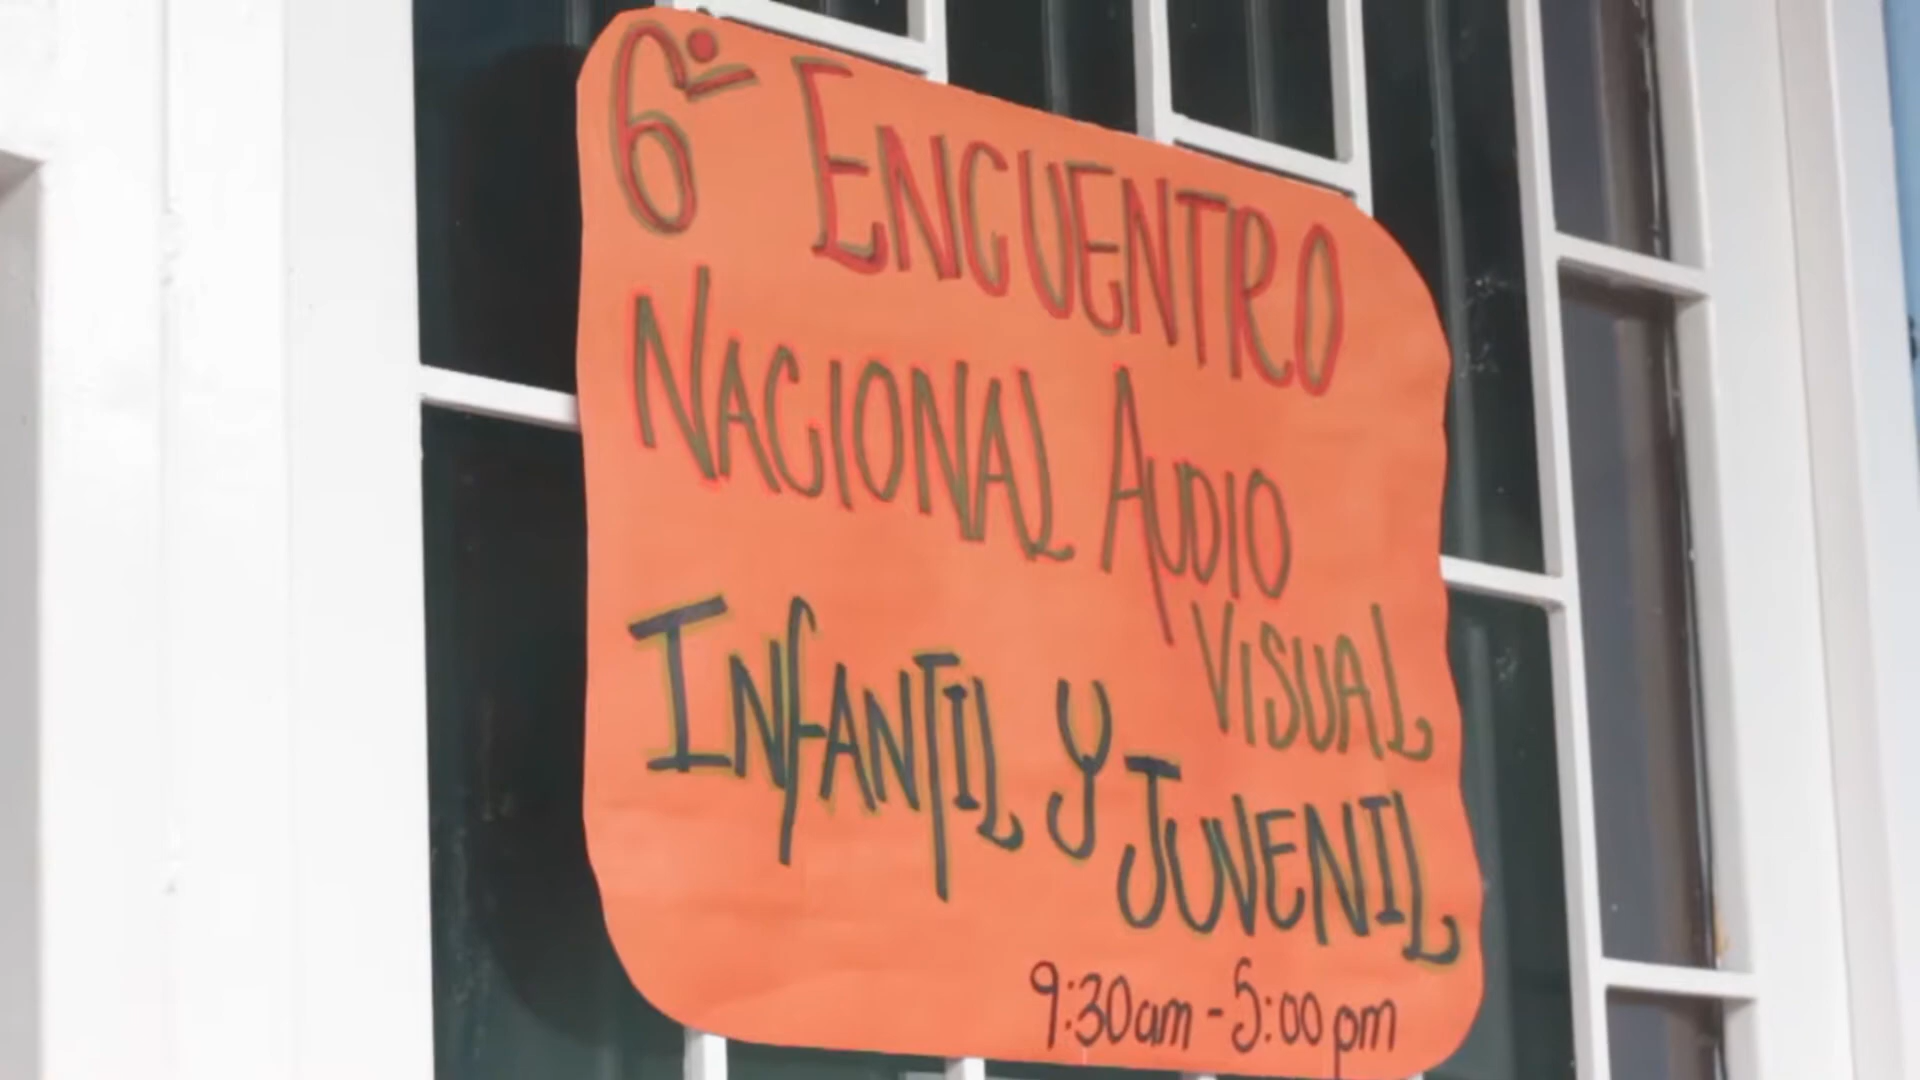 6º ENCUENTRO
NACIONAL AUDIO
VISUAL
INFANTIL Y JUVENIL
9:30am - 5:00 pm